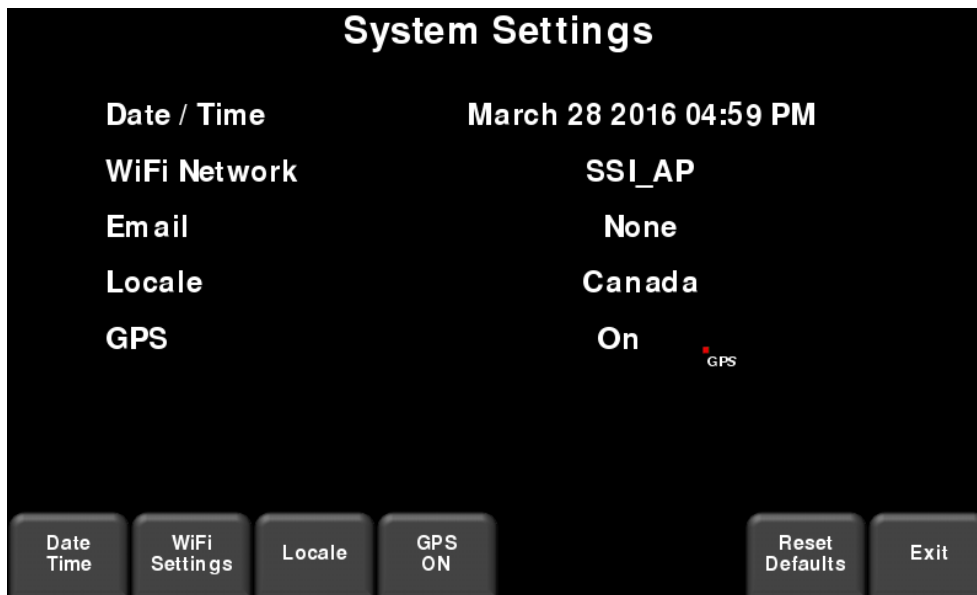 System Settings
Date / Time March 28 2016 04:59 PM
WiFi Network SSI_AP
Email None
Locale Canada
GPS On GPS
Date Time
WiFi Settings
Locale
GPS ON
Reset Defaults
Exit